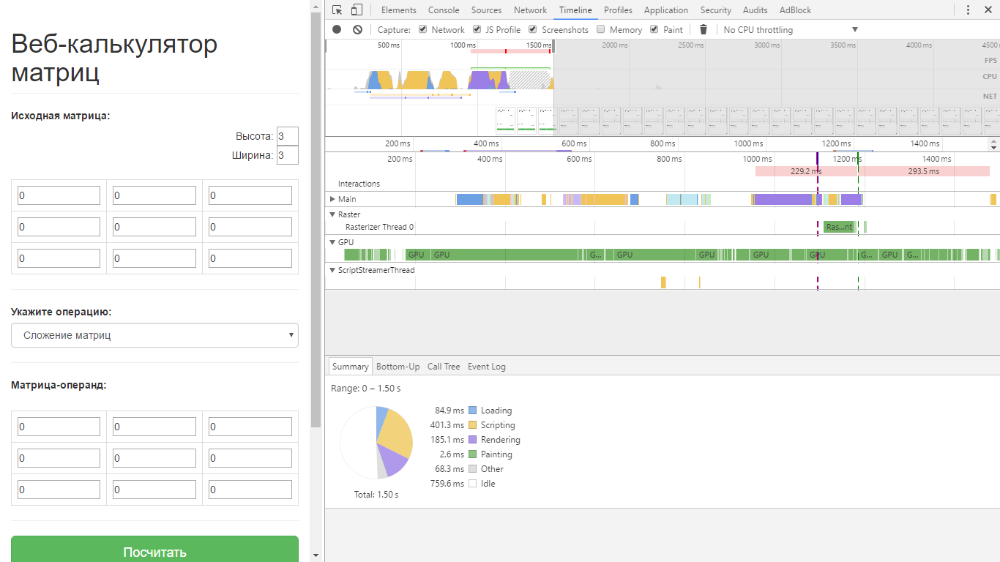 Веб-калькулятор
матриц
Исходная матрица:
Высота: 3
Ширина: 3
0 0 0
0 0 0
0 0 0
Укажите операцию:
Сложение матриц
Матрица-операнд:
0 0 0
0 0 0
0 0 0
Посчитать
Elements Console Sources Network Timeline Profiles Application Security Audits AdBlock
Capture: Network JS Profile Screenshots Memory Paint No CPU throttling
500 ms 1000 ms 1500 ms 2000 ms 2500 ms 3000 ms 3500 ms 4000 ms 4500
FPS
CPU
NET
200 ms 400 ms 600 ms 800 ms 1000 ms 1200 ms 1400 ms
200 ms 400 ms 600 ms 800 ms 1000 ms 1200 ms 1400 ms
229.2 ms 293.5 ms
Interactions
Main
Raster
Rasterizer Thread 0 Ras...nt
GPU
GPU GPU G... GPU GPU GPU GPU G... GPU G...
ScriptStreamerThread
Summary Bottom-Up Call Tree Event Log
Range: 0 – 1.50 s
84.9 ms Loading
401.3 ms Scripting
185.1 ms Rendering
2.6 ms Painting
68.3 ms Other
759.6 ms Idle
Total: 1.50 s